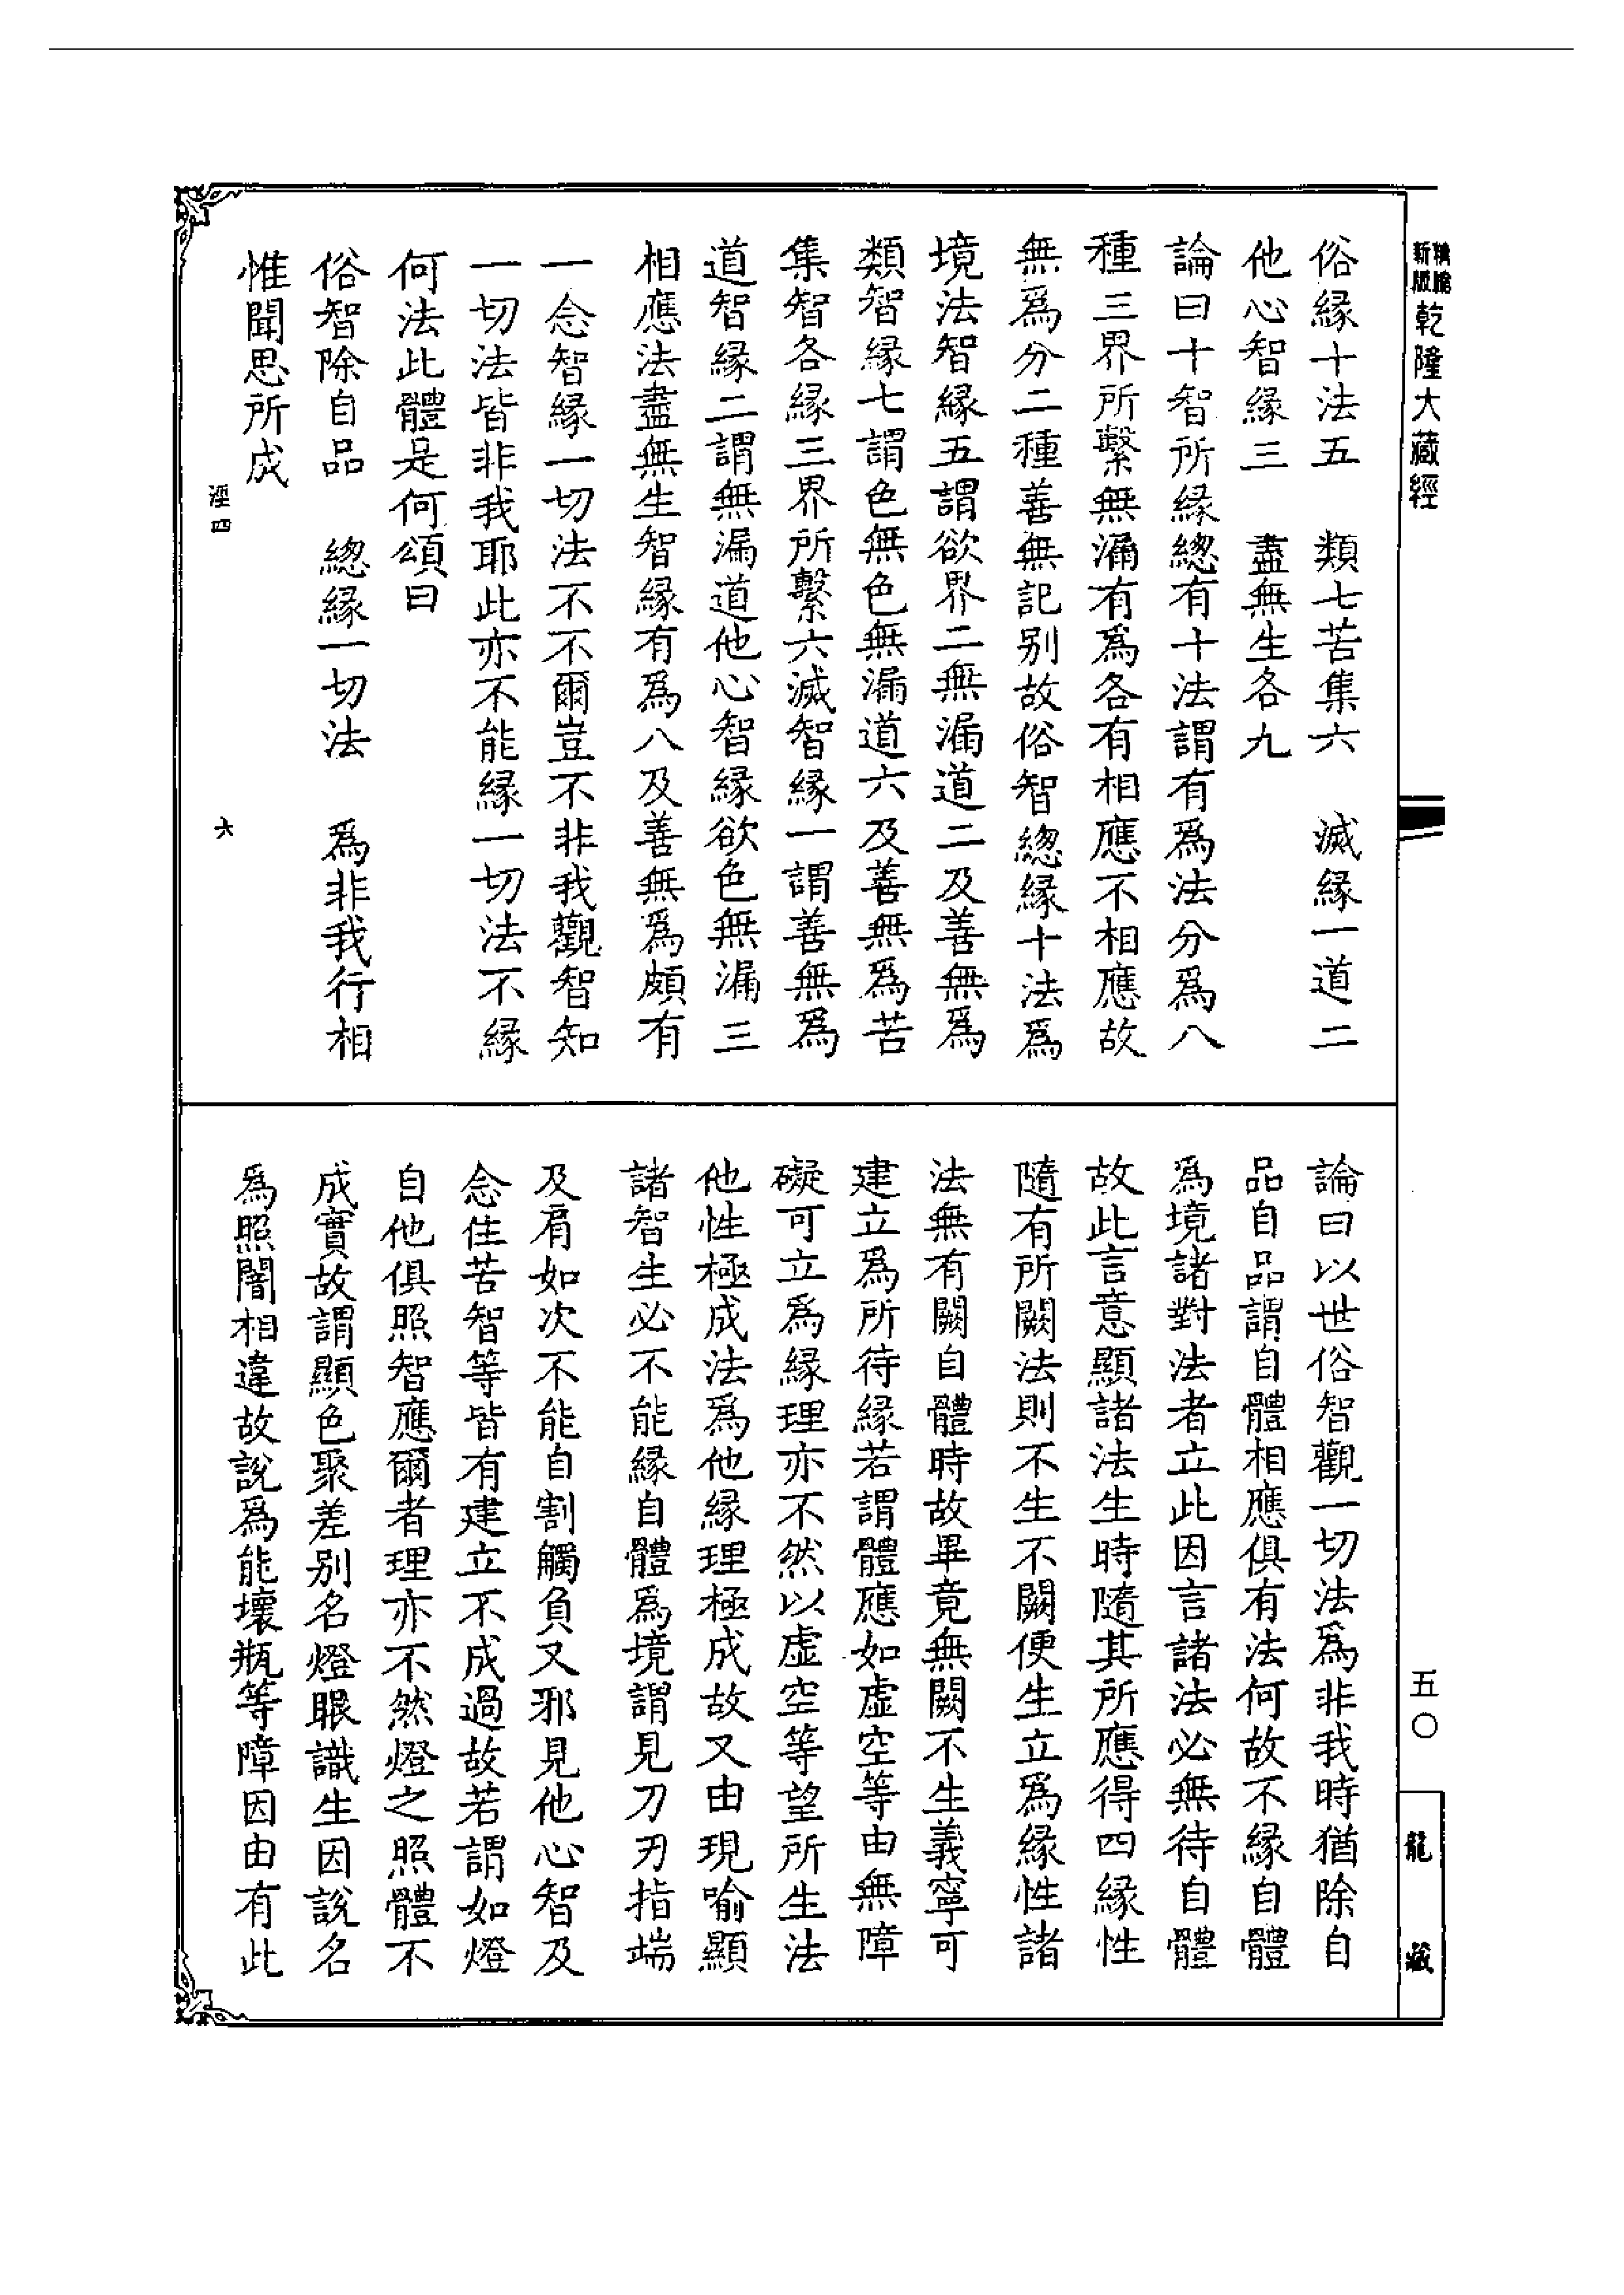 精縮新版乾隆大藏經
俗緣十法五　類七苦集六　滅緣一道二
他心智緣三　盡無生各九
論曰十智所緣總有十法謂有為法分為八
種三界所繫無漏有為各有相應不相應故
無為分二種善無記別故俗智總緣十法為
境法智緣五謂欲界二無漏道二及善無為
類智緣七謂色無色無漏道六及善無為苦
集智各緣三界所繫六滅智緣一謂善無為
道智緣二謂無漏道他心智緣欲色無漏三
相應法盡無生智緣有為八及善無為頗有
一念智緣一切法不不爾豈不非我觀智知
一切法皆非我耶此亦不能緣一切法不緣
何法此體是何頌曰
俗智除自品　總緣一切法　為非我行相
惟聞思所成
涇四　六
論曰以世俗智觀一切法為非我時猶除自
品自品謂自體相應俱有法何故不緣自體
為境諸對法者立此因言諸法必無待自體
故此言意顯諸法生時隨其所應得四緣性
隨有所闕法則不生不闕便生立為緣性諸
法無有闕自體時故畢竟無闕不生義寧可
建立為所待緣若謂體應如虛空等由無障
礙可立為緣理亦不然以虛空等望所生法
他性極成法為他緣理極成故又由現喻顯
諸智生必不能緣自體為境謂見刀刃指端
及肩如次不能自割觸負又邪見他心智及
念住苦智等皆有建立不成過故若謂如燈
自他俱照智應爾者理亦不然燈之照體不
成實故謂顯色聚差別名燈眼識生因說名
為照闇相違故說為能壞瓶等障因由有此
五〇
龍藏